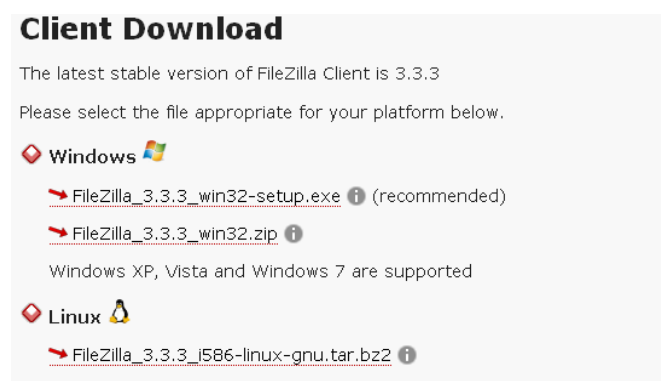 Client Download
The latest stable version of FileZilla Client is 3.3.3
Please select the file appropriate for your platform below.
Windows
FileZilla_3.3.3_win32-setup.exe i (recommended)
FileZilla_3.3.3_win32.zip i
Windows XP, Vista and Windows 7 are supported
Linux
FileZilla_3.3.3_i586-linux-gnu.tar.bz2 i